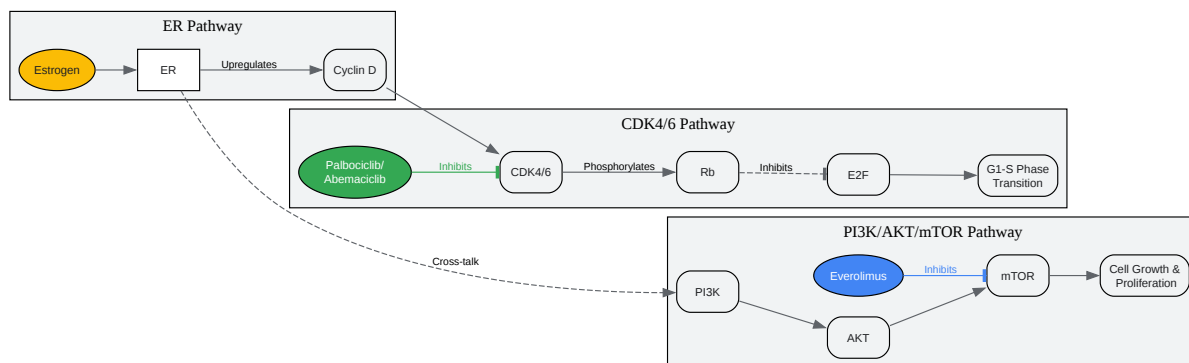 ER Pathway
Estrogen
ER
Upregulates
Cyclin D
CDK4/6 Pathway
Palbociclib/
Abemaciclib
Inhibits
CDK4/6
Phosphorylates
Rb
Inhibits
E2F
G1-S Phase
Transition
Cross-talk
PI3K/AKT/mTOR Pathway
PI3K
Everolimus
Inhibits
mTOR
Cell Growth &
Proliferation
AKT